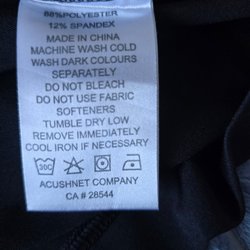 88%POLYESTER
12% SPANDEX
MADE IN CHINA
MACHINE WASH COLD
WASH DARK COLOURS
SEPARATELY
DO NOT BLEACH
DO NOT USE FABRIC
SOFTENERS
TUMBLE DRY LOW
REMOVE IMMEDIATELY
COOL IRON IF NECESSARY
30C
ACUSHNET COMPANY
CA # 28544